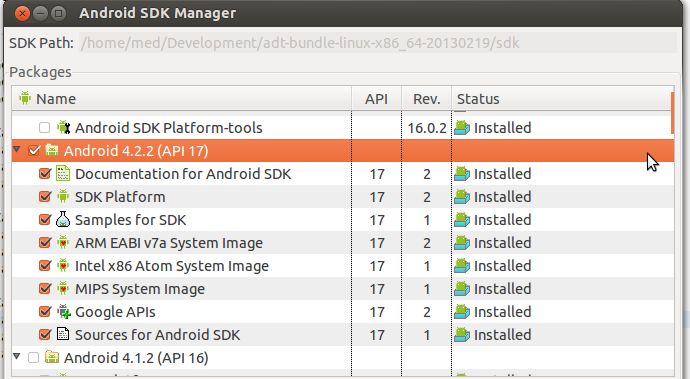 Android SDK Manager
SDK Path: /home/med/Development/adt-bundle-linux-x86_64-20130219/sdk
Packages
Name API Rev. Status
Android SDK Platform-tools 16.0.2 Installed
Android 4.2.2 (API 17)
Documentation for Android SDK 17 2 Installed
SDK Platform 17 2 Installed
Samples for SDK 17 1 Installed
ARM EABI v7a System Image 17 2 Installed
Intel x86 Atom System Image 17 1 Installed
MIPS System Image 17 1 Installed
Google APIs 17 2 Installed
Sources for Android SDK 17 1 Installed
Android 4.1.2 (API 16)